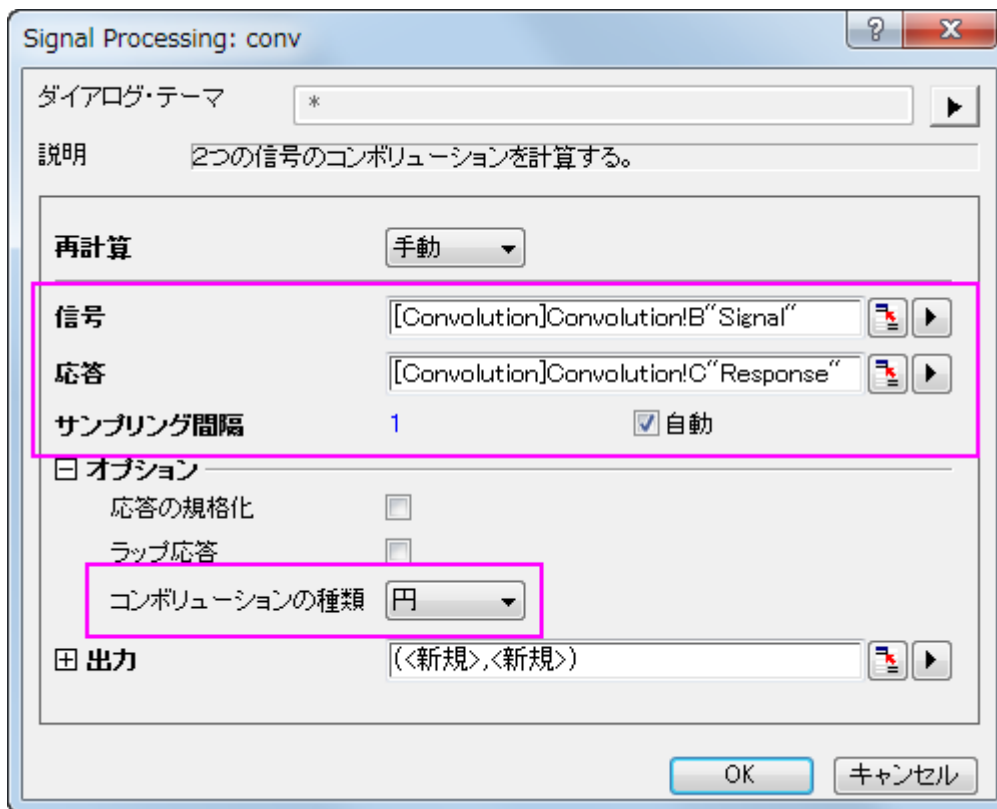 Signal Processing: conv
ダイアログ・テーマ *
説明 2つの信号のコンボリューションを計算する。
再計算 手動
信号 [Convolution]Convolution!B"Signal"
応答 [Convolution]Convolution!C"Response"
サンプリング間隔 1 自動
オプション
応答の規格化
ラップ応答
コンボリューションの種類 円
出力 (<新規>,<新規>)
OK キャンセル